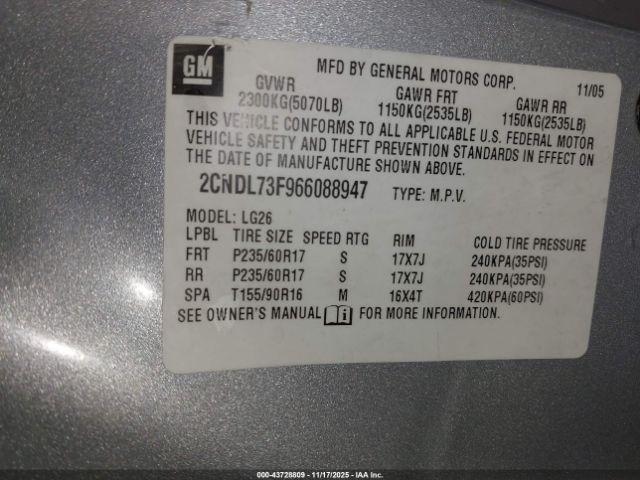 GM
MFD BY GENERAL MOTORS CORP. 11/05
GVWR GAWR FRT GAWR RR
2300KG(5070LB) 1150KG(2535LB) 1150KG(2535LB)
THIS VEHICLE CONFORMS TO ALL APPLICABLE U.S. FEDERAL MOTOR
VEHICLE SAFETY AND THEFT PREVENTION STANDARDS IN EFFECT ON
THE DATE OF MANUFACTURE SHOWN ABOVE.
2CNDL73F966088947 TYPE: M.P.V.
MODEL: LG26
LPBL TIRE SIZE SPEED RTG RIM COLD TIRE PRESSURE
FRT P235/60R17 S 17X7J 240KPA(35PSI)
RR P235/60R17 S 17X7J 240KPA(35PSI)
SPA T155/90R16 M 16X4T 420KPA(60PSI)
SEE OWNER'S MANUAL i FOR MORE INFORMATION.
000-43728809 - 11/17/2025 - IAA Inc.